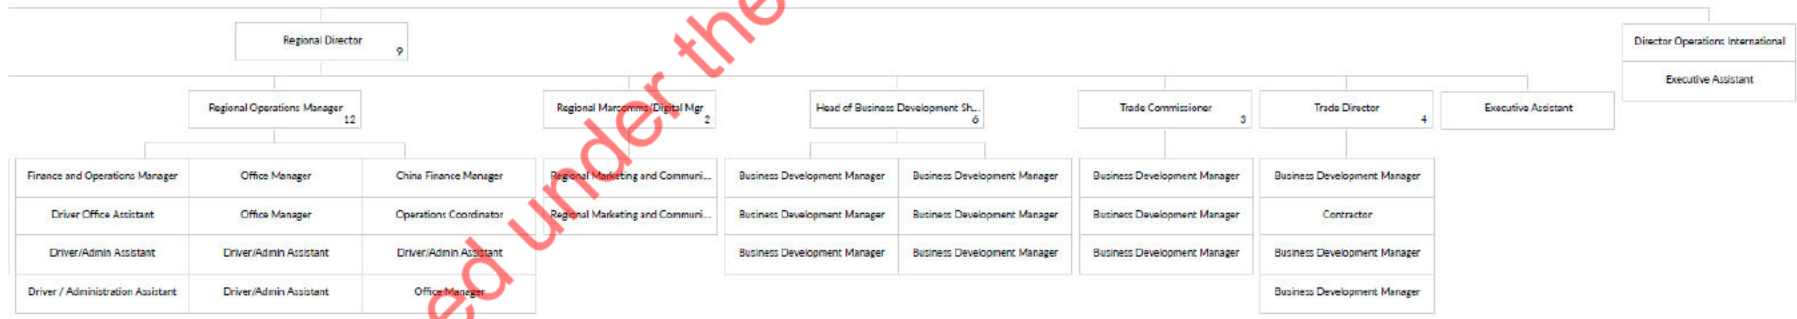 Regional Director
9
Director Operations International
Executive Assistant
Regional Operations Manager
12
Regional Marcomms/Digital Mgr
2
Head of Business Development Sh...
6
Trade Commissioner
3
Trade Director
4
Executive Assistant
Finance and Operations Manager
Office Manager
China Finance Manager
Driver Office Assistant
Office Manager
Operations Coordinator
Driver/Admin Assistant
Driver/Admin Assistant
Driver/Admin Assistant
Driver / Administration Assistant
Driver/Admin Assistant
Office Manager
Regional Marketing and Communi...
Regional Marketing and Communi...
Business Development Manager
Business Development Manager
Business Development Manager
Business Development Manager
Business Development Manager
Business Development Manager
Business Development Manager
Business Development Manager
Business Development Manager
Business Development Manager
Contractor
Business Development Manager
Business Development Manager
ed under the